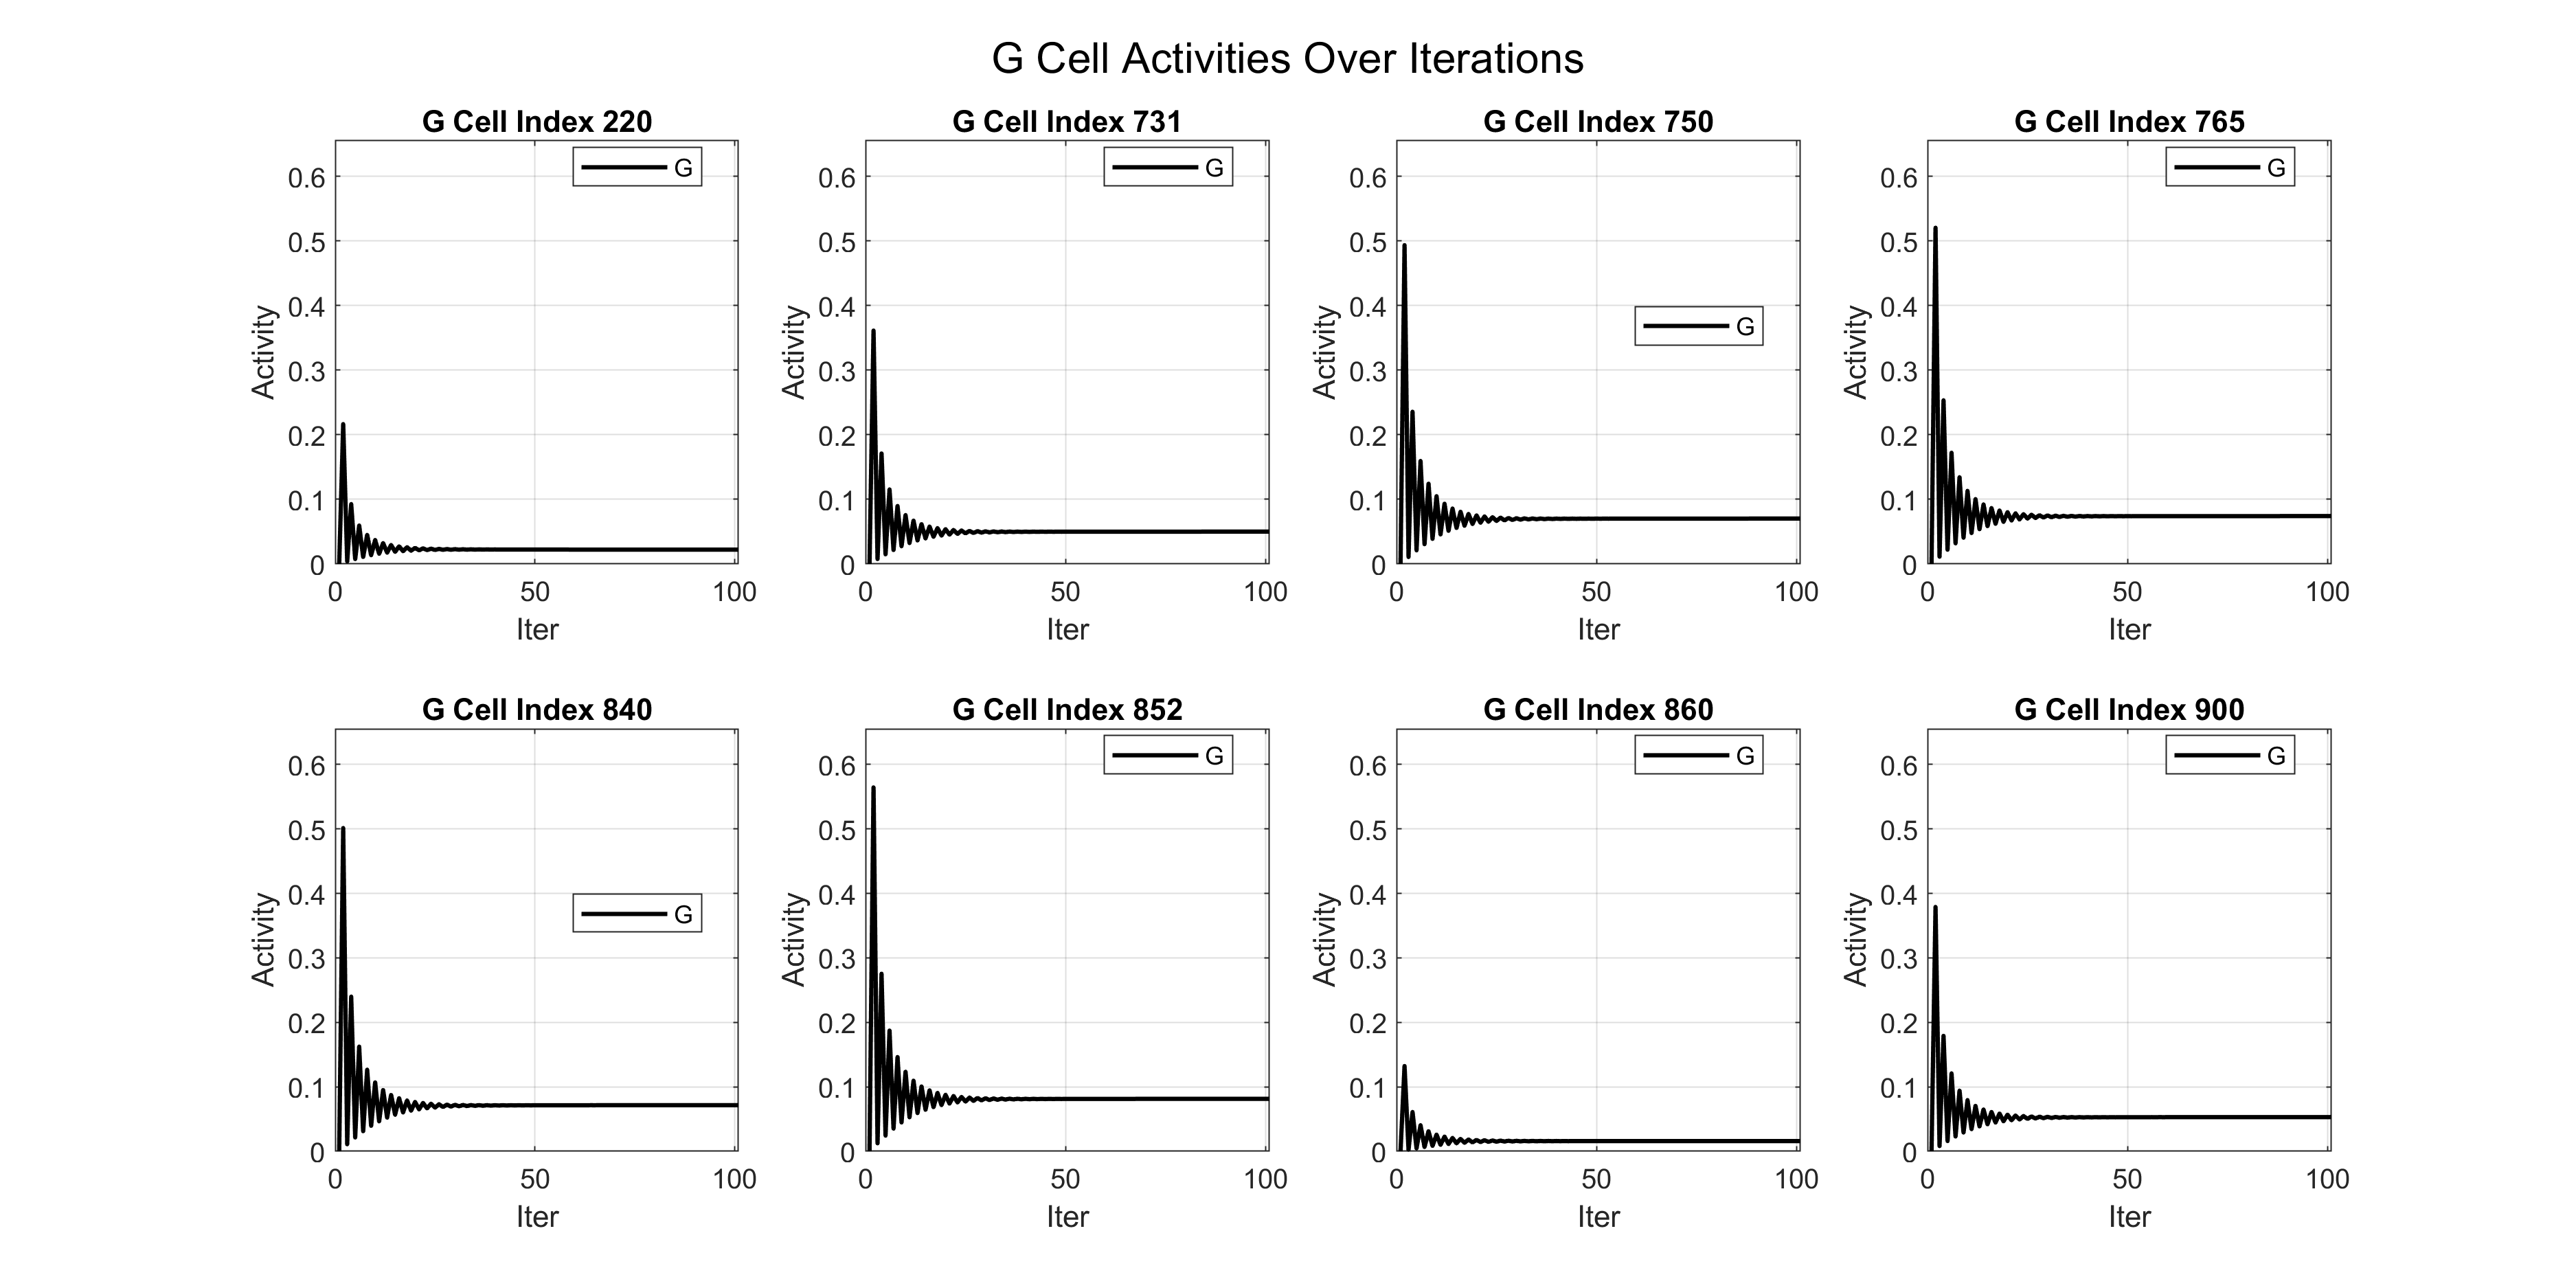 G Cell Activities Over Iterations
G Cell Index 220
G
0.6
0.5
0.4
0.3
0.2
0.1
0
0 50 100
Activity
Iter
G Cell Index 731
G
0.6
0.5
0.4
0.3
0.2
0.1
0
0 50 100
Activity
Iter
G Cell Index 750
G
0.6
0.5
0.4
0.3
0.2
0.1
0
0 50 100
Activity
Iter
G Cell Index 765
G
0.6
0.5
0.4
0.3
0.2
0.1
0
0 50 100
Activity
Iter
G Cell Index 840
G
0.6
0.5
0.4
0.3
0.2
0.1
0
0 50 100
Activity
Iter
G Cell Index 852
G
0.6
0.5
0.4
0.3
0.2
0.1
0
0 50 100
Activity
Iter
G Cell Index 860
G
0.6
0.5
0.4
0.3
0.2
0.1
0
0 50 100
Activity
Iter
G Cell Index 900
G
0.6
0.5
0.4
0.3
0.2
0.1
0
0 50 100
Activity
Iter